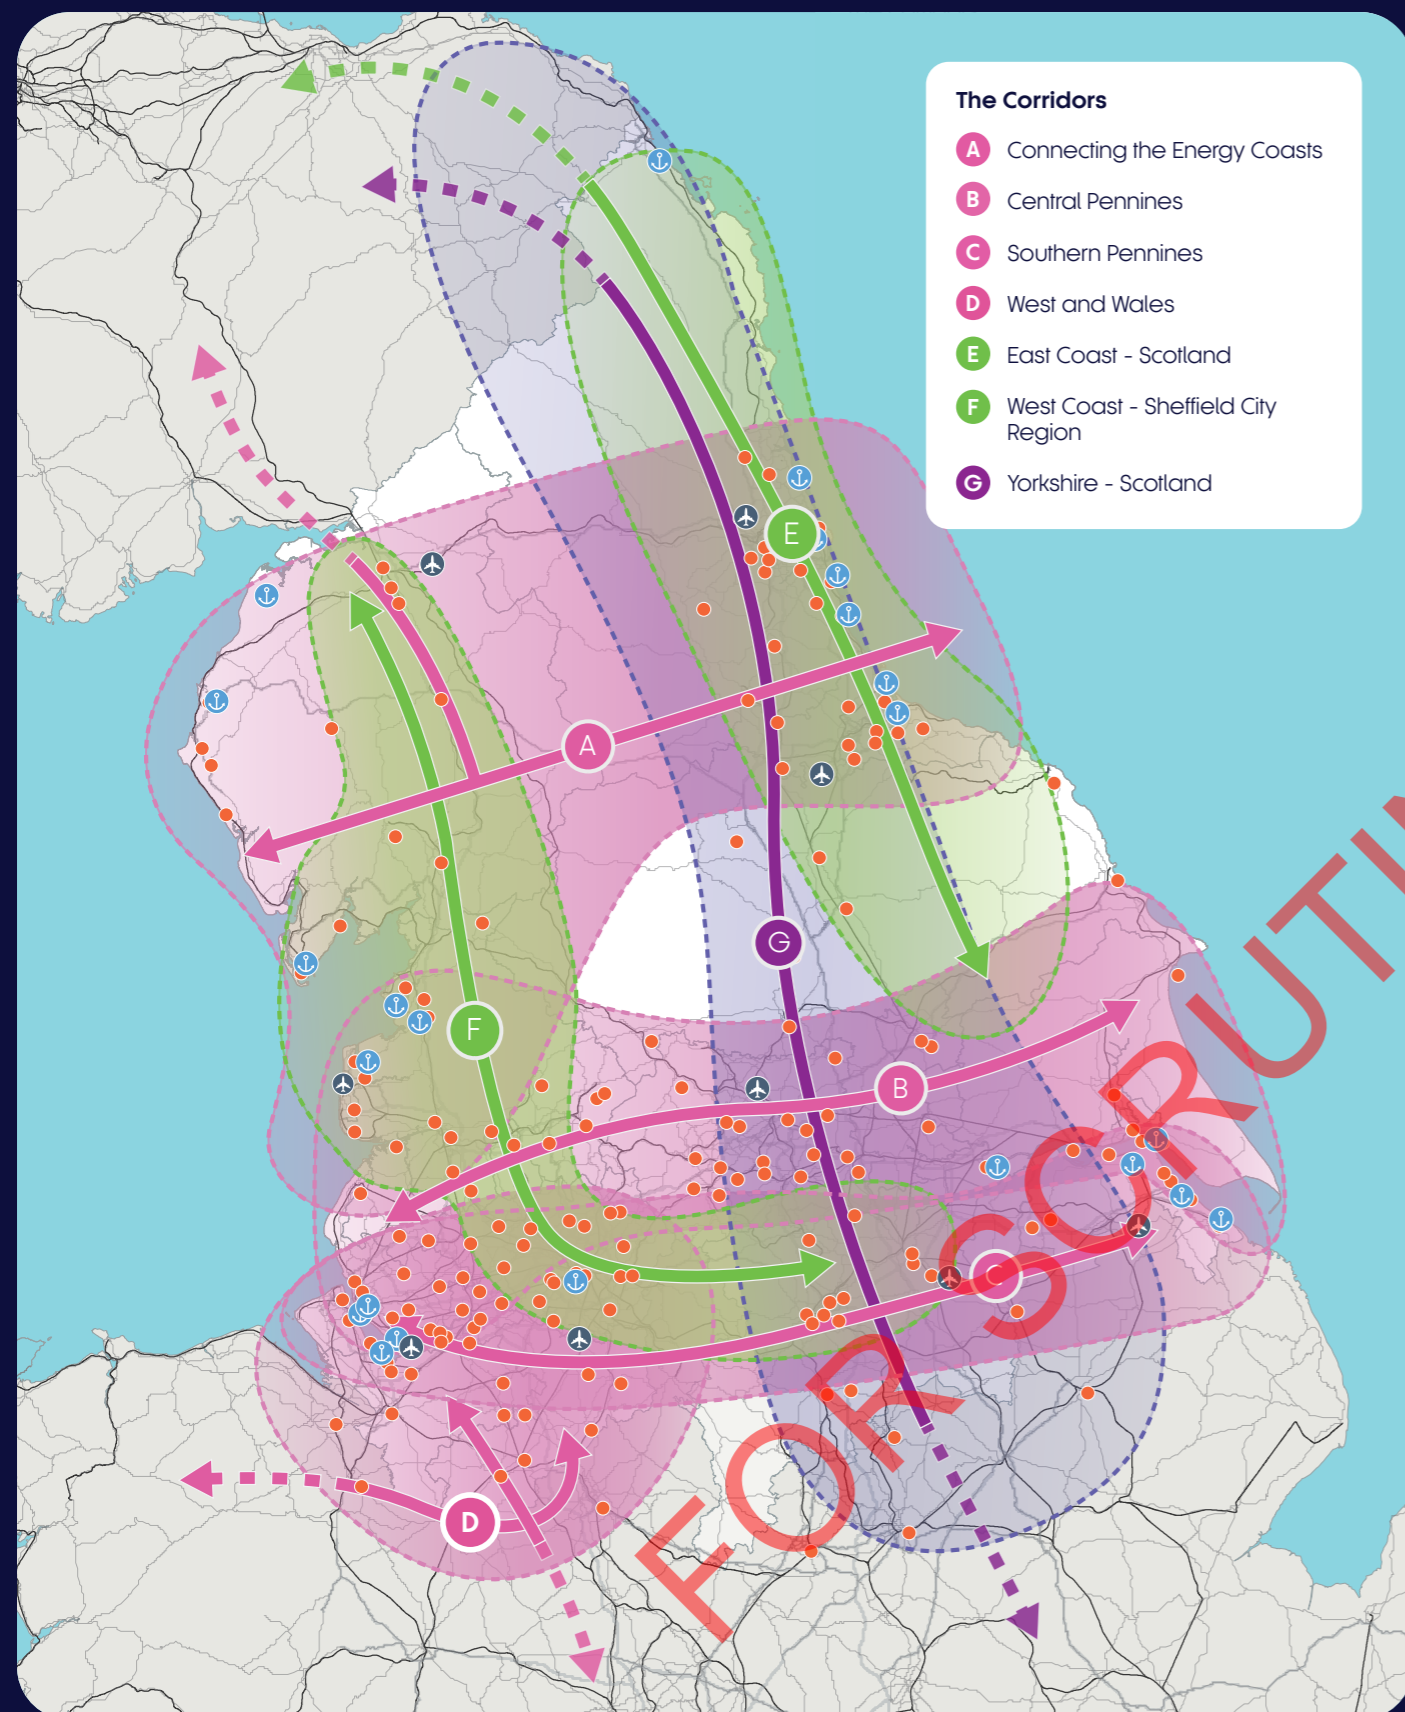 The Corridors
A Connecting the Energy Coasts
B Central Pennines
C Southern Pennines
D West and Wales
E East Coast - Scotland
F West Coast - Sheffield City
Region
G Yorkshire - Scotland
E
A
G
F
B
C
D
FOR SCRUTIN